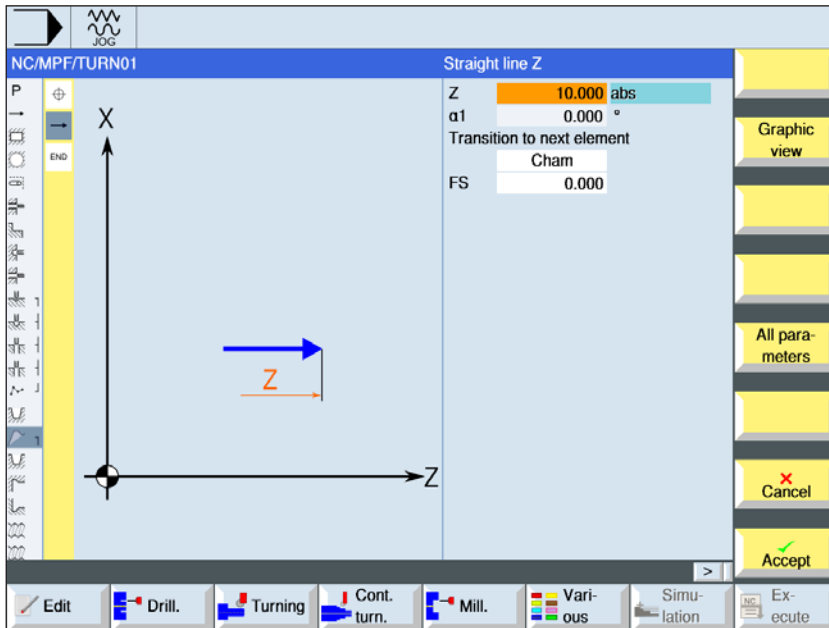 JOG
NC/MPF/TURN01
Straight line Z
P
END
X
Z
Z
Z 10.000 abs
α1 0.000 °
Transition to next element
Cham
FS 0.000
Graphic
view
All para-
meters
Cancel
Accept
>
Edit
Drill.
Turning
Cont.
turn.
Mill.
Vari-
ous
Simu-
lation
NC
Ex-
ecute